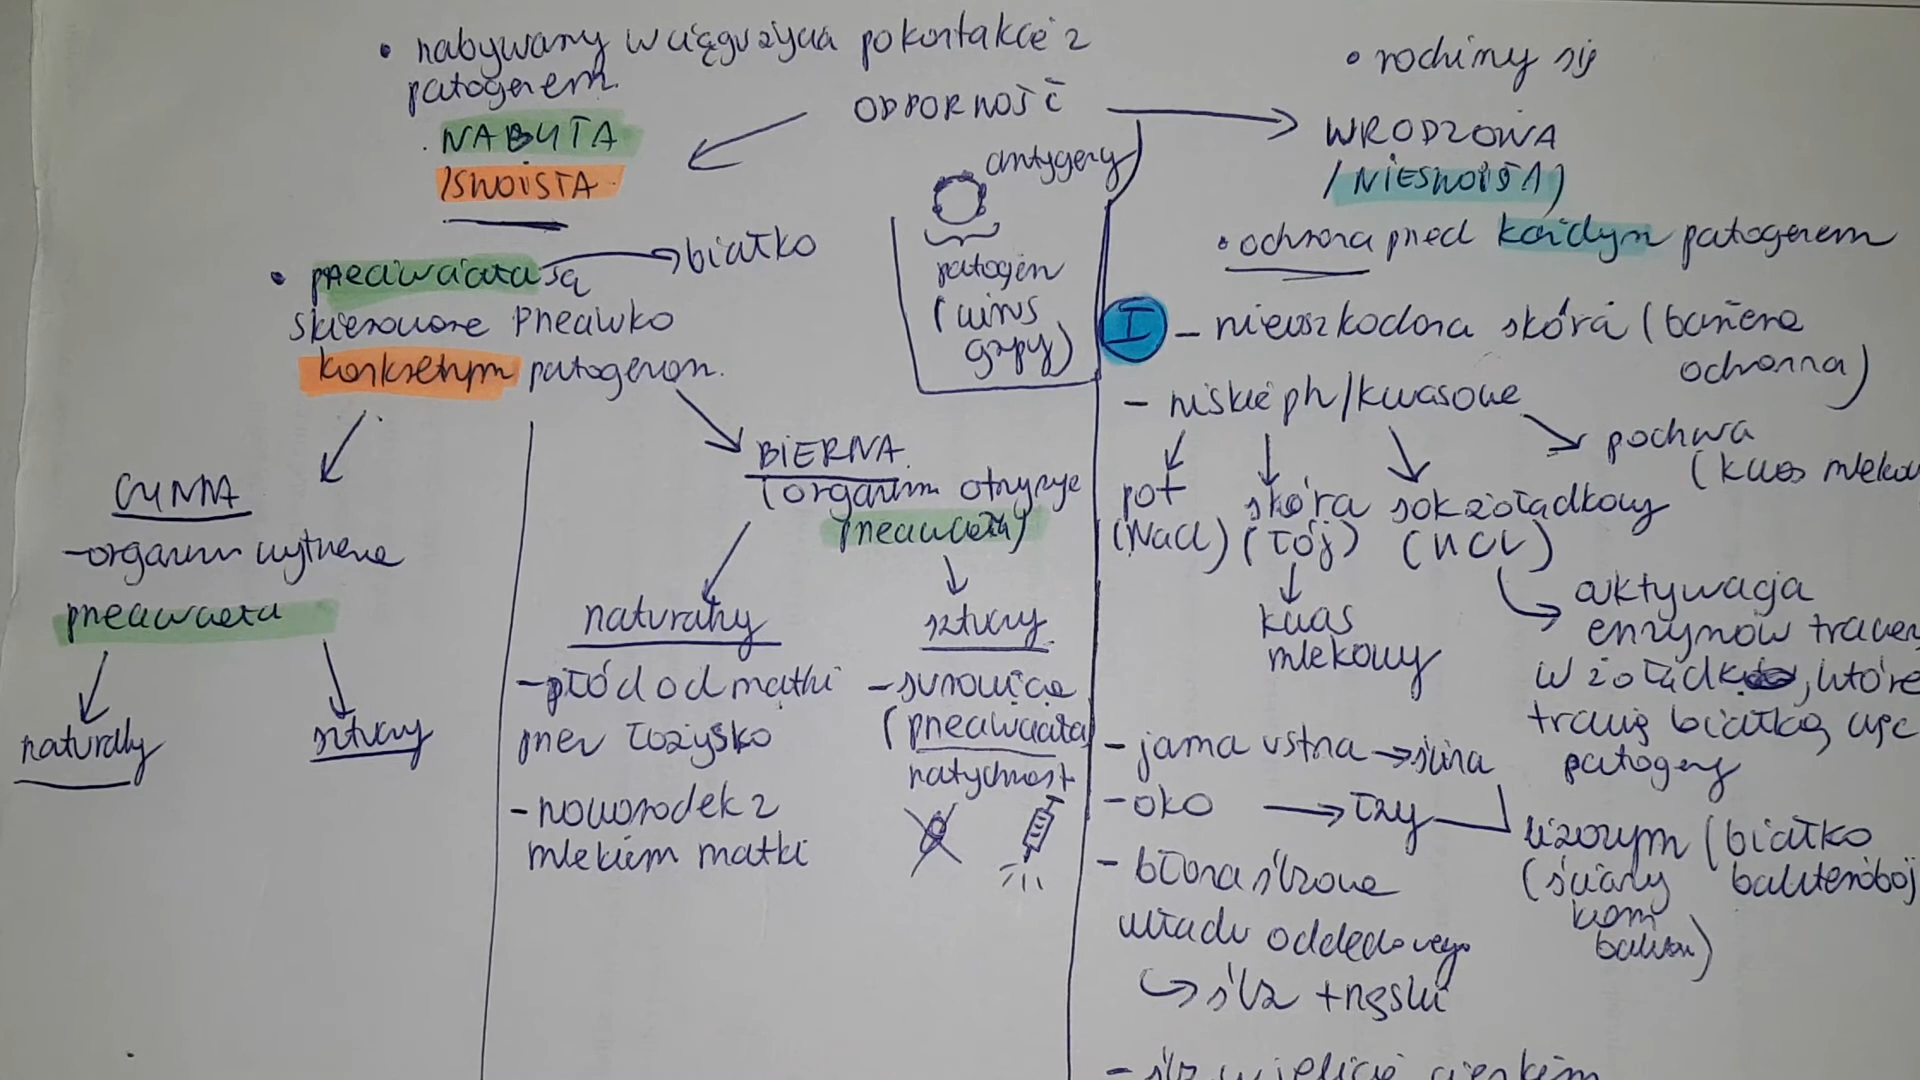 • nabywamy w ciągu życia po kontakcie z
patogenem.
ODPORNOŚĆ
NABYTA
/SWOISTA
• przeciwciała są → białko
skierowane przeciwko
konkretnym patogenom.
CZYNNA
- organizm wytwarza
przeciwciała
naturalny
sztuczny
BIERNA
(organizm otrzymuje
przeciwciała)
naturalny
- płód od matki
przez łożysko
- noworodek z
mlekiem matki
sztuczny
- surowica
(przeciwciała
natychmiast
antygeny
patogen
(wirus
grypy)
• rodzimy się
WRODZONA
/NIESWOISTA)
• ochrona przed każdym patogenem
I - nieuszkodzona skóra (bariera
ochronna)
- niskie ph/kwasowe
pot
(NaCl)
skóra
(łój)
kwas
mlekowy
sok żołądkowy
(HCl)
pochwa
(kwas mlekow
aktywacja
enzymów trawien
w żołądku, które
trawią białka, więc
patogeny
- jama ustna → ślina
- oko → łzy
lizozym (białko
bakteriobój
(ściany
kom
bakter)
- błona śluzowa
układu oddechowego
↳ śluz + rzęski